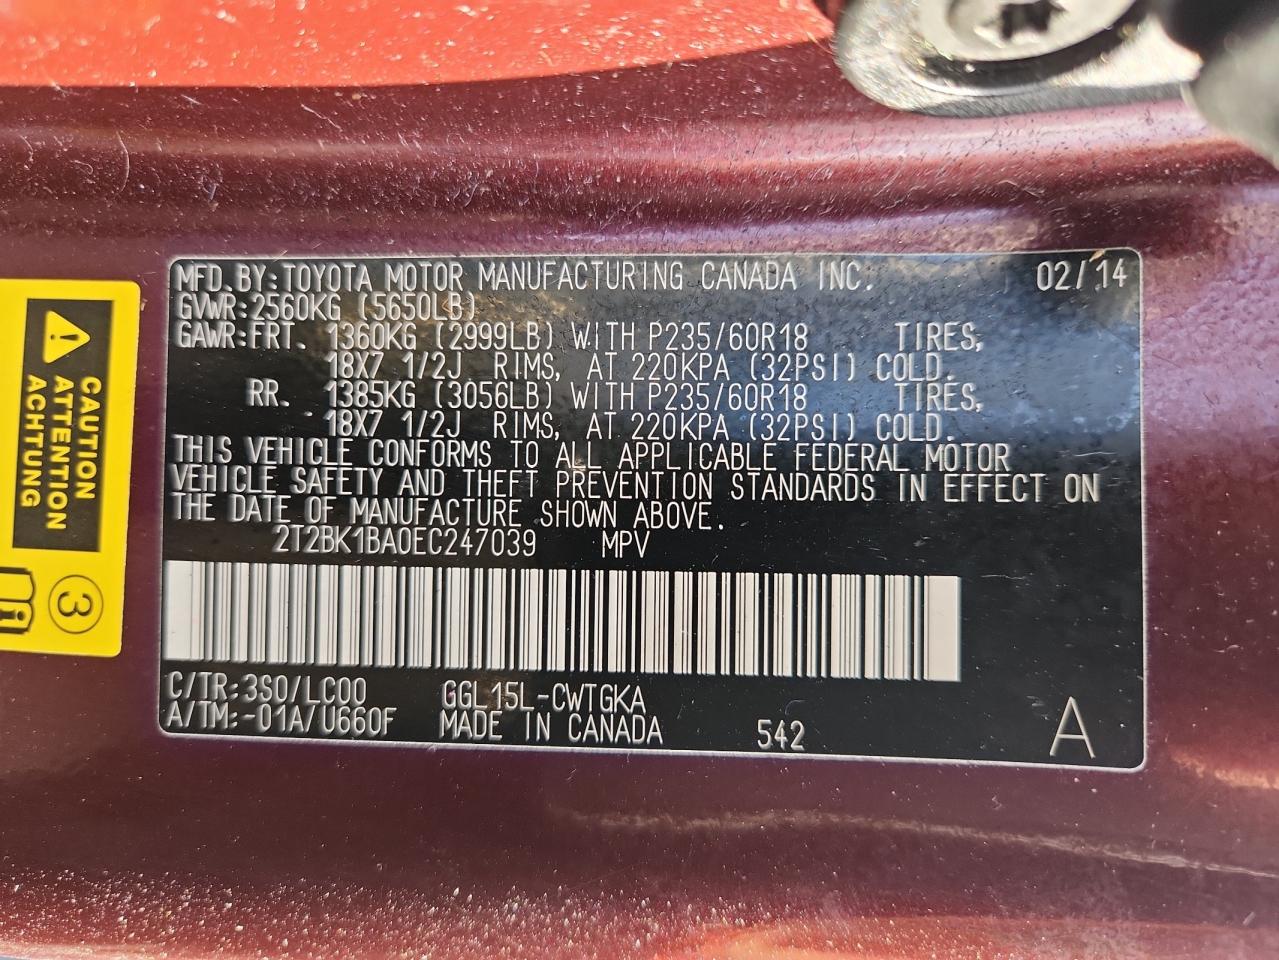 MFD.BY:TOYOTA MOTOR MANUFACTURING CANADA INC. 02/14
GVWR:2560KG (5650LB)
GAWR:FRT. 1360KG (2999LB) WITH P235/60R18 TIRES,
18X7 1/2J RIMS, AT 220KPA (32PSI) COLD.
RR. 1385KG (3056LB) WITH P235/60R18 TIRES,
18X7 1/2J RIMS, AT 220KPA (32PSI) COLD.
THIS VEHICLE CONFORMS TO ALL APPLICABLE FEDERAL MOTOR
VEHICLE SAFETY AND THEFT PREVENTION STANDARDS IN EFFECT ON
THE DATE OF MANUFACTURE SHOWN ABOVE.
2T2BK1BA0EC247039 MPV
C/TR:3S0/LC00 GGL15L-CWTGKA
A/TM:-01A/U660F MADE IN CANADA 542 A
CAUTION
ATTENTION
ACHTUNG
3